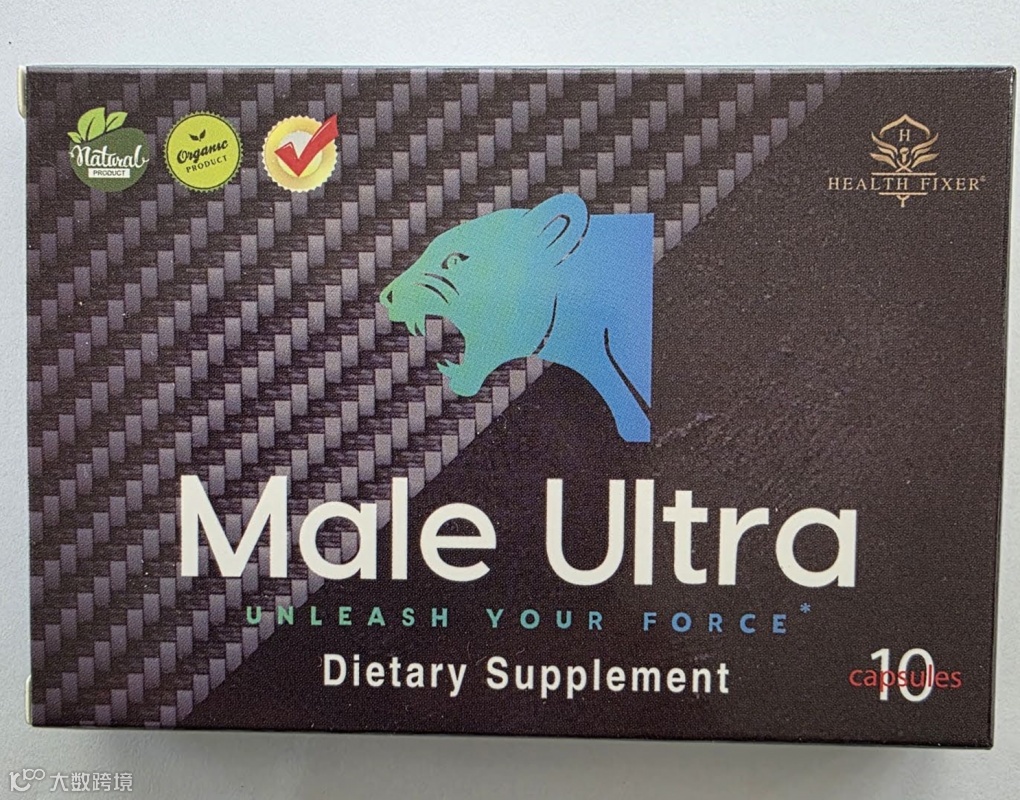 Natural
PRODUCT
Organic
PRODUCT
H
HEALTH FIXER®
Male Ultra
UNLEASH YOUR FORCE*
Dietary Supplement
10
capsules
大数跨境